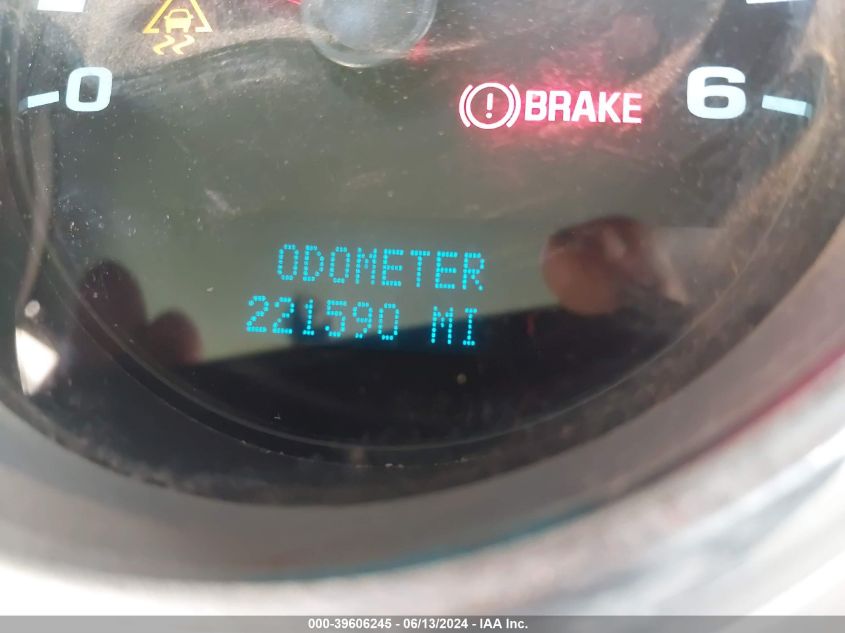 0
BRAKE 6
ODOMETER
221590 MI
000-39606245 - 06/13/2024 - IAA Inc.